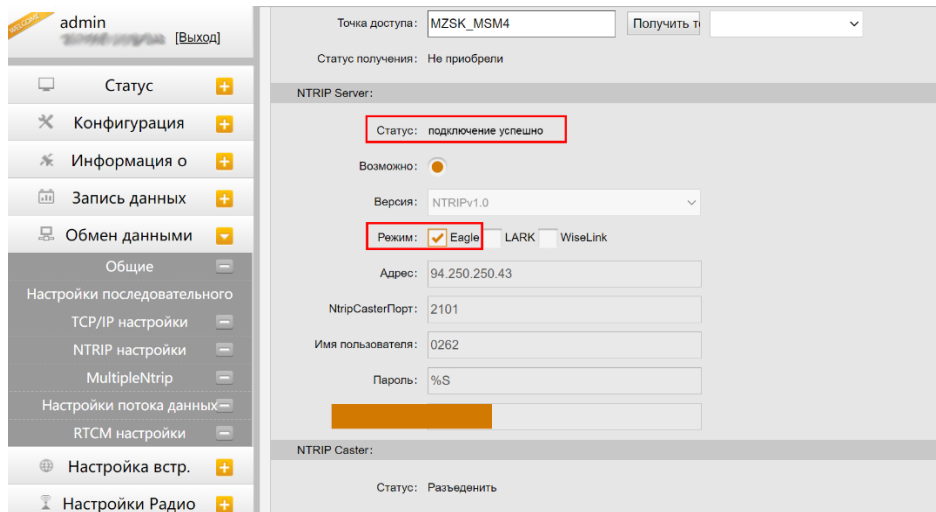 WELCOME
admin
[Выход]
Статус
Конфигурация
Информация о
Запись данных
Обмен данными
Общие
Настройки последовательного
TCP/IP настройки
NTRIP настройки
MultipleNtrip
Настройки потока данных
RTCM настройки
Настройка встр.
Настройки Радио
Точка доступа: MZSK_MSM4 Получить т
Статус получения: Не приобрели
NTRIP Server:
Статус: подключение успешно
Возможно:
Версия: NTRIPv1.0
Режим: Eagle LARK WiseLink
Адрес: 94.250.250.43
NtripCasterПорт: 2101
Имя пользователя: 0262
Пароль: %S
NTRIP Caster:
Статус: Разъеденить